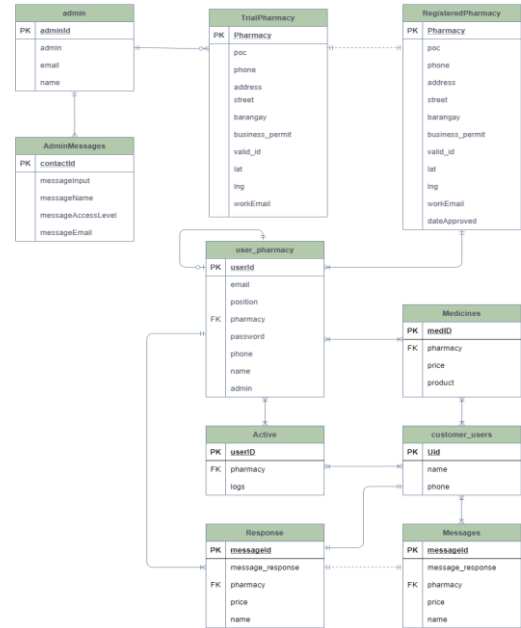 admin
PK adminId
admin
email
name
TrialPharmacy
PK Pharmacy
poc
phone
address
street
barangay
business_permit
valid_id
lat
lng
workEmail
RegisteredPharmacy
PK Pharmacy
poc
phone
address
street
barangay
business_permit
valid_id
lat
lng
workEmail
dateApproved
AdminMessages
PK contactId
messageInput
messageName
messageAccessLevel
messageEmail
user_pharmacy
PK userId
email
position
FK pharmacy
password
phone
name
admin
Medicines
PK medID
FK pharmacy
price
product
Active
PK userID
FK pharmacy
logs
customer_users
PK Uid
name
phone
Response
PK messageId
message_response
FK pharmacy
price
name
Messages
PK messageId
message_response
FK pharmacy
price
name